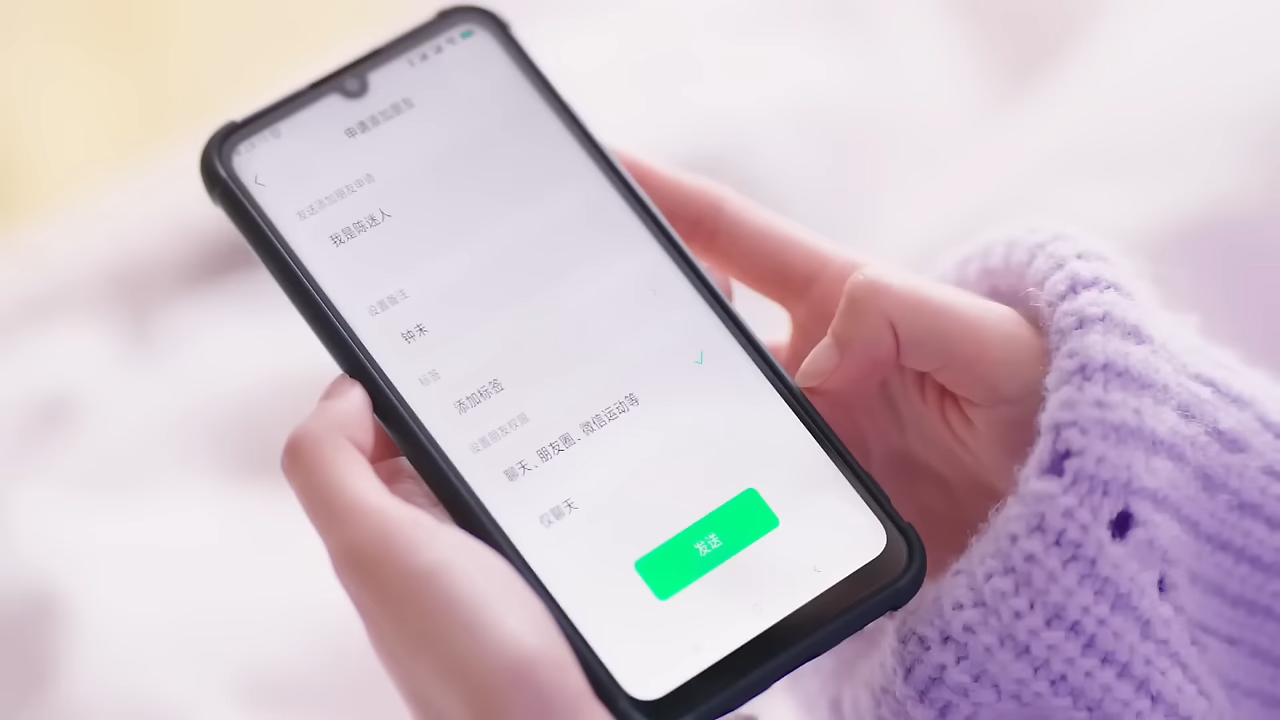 申请添加朋友
发送添加朋友申请
我是陈迷人
设置备注
钟未
标签
添加标签
设置朋友权限
聊天、朋友圈、微信运动等
仅聊天
发送